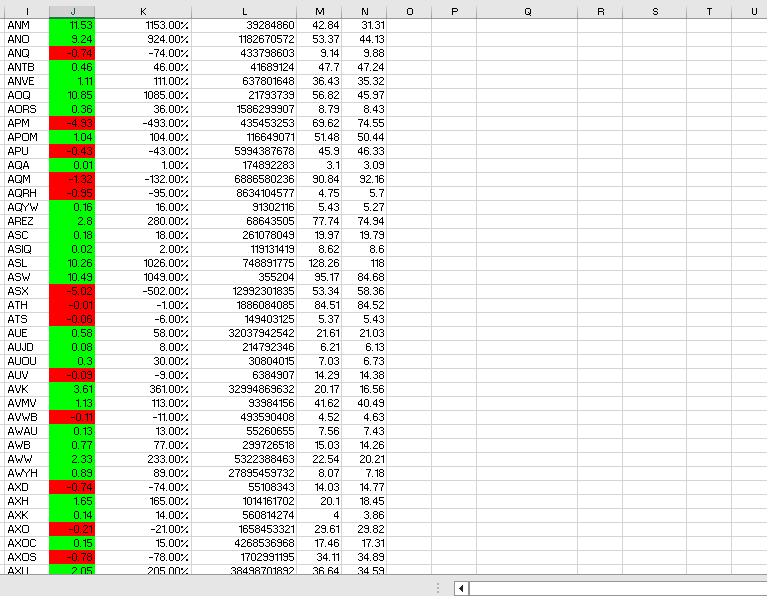 I J K L M N O P Q R S T U
ANM 11.53 1153.00% 39284860 42.84 31.31
ANO 9.24 924.00% 1182670572 53.37 44.13
ANQ -0.74 -74.00% 433798603 9.14 9.88
ANTB 0.46 46.00% 41689124 47.7 47.24
ANVE 1.11 111.00% 637801648 36.43 35.32
AOQ 10.85 1085.00% 21793739 56.82 45.97
AORS 0.36 36.00% 1586299907 8.79 8.43
APM -4.93 -493.00% 435453253 69.62 74.55
APOM 1.04 104.00% 116649071 51.48 50.44
APU -0.43 -43.00% 5994387678 45.9 46.33
AQA 0.01 1.00% 174892283 3.1 3.09
AQM -1.32 -132.00% 6886580236 90.84 92.16
AQRH -0.95 -95.00% 8634104577 4.75 5.7
AQYW 0.16 16.00% 91302116 5.43 5.27
AREZ 2.8 280.00% 68643505 77.74 74.94
ASC 0.18 18.00% 261078049 19.97 19.79
ASIQ 0.02 2.00% 119131419 8.62 8.6
ASL 10.26 1026.00% 748891775 128.26 118
ASW 10.49 1049.00% 355204 95.17 84.68
ASX -5.02 -502.00% 12992301835 53.34 58.36
ATH -0.01 -1.00% 1886084085 84.51 84.52
ATS -0.06 -6.00% 149403125 5.37 5.43
AUE 0.58 58.00% 32037942542 21.61 21.03
AUJD 0.08 8.00% 214792346 6.21 6.13
AUOU 0.3 30.00% 30804015 7.03 6.73
AUV -0.09 -9.00% 6384907 14.29 14.38
AVK 3.61 361.00% 32994869632 20.17 16.56
AVMV 1.13 113.00% 93984156 41.62 40.49
AVWB -0.11 -11.00% 493590408 4.52 4.63
AWAU 0.13 13.00% 55260655 7.56 7.43
AWB 0.77 77.00% 299726518 15.03 14.26
AWW 2.33 233.00% 5322388463 22.54 20.21
AWYH 0.89 89.00% 27895459732 8.07 7.18
AXD -0.74 -74.00% 55108343 14.03 14.77
AXH 1.65 165.00% 1014161702 20.1 18.45
AXK 0.14 14.00% 560814274 4 3.86
AXO -0.21 -21.00% 1658453321 29.61 29.82
AXOC 0.15 15.00% 4268536968 17.46 17.31
AXOS -0.78 -78.00% 1702991195 34.11 34.89
AXU 2.05 205.00% 38498701892 36.64 34.59